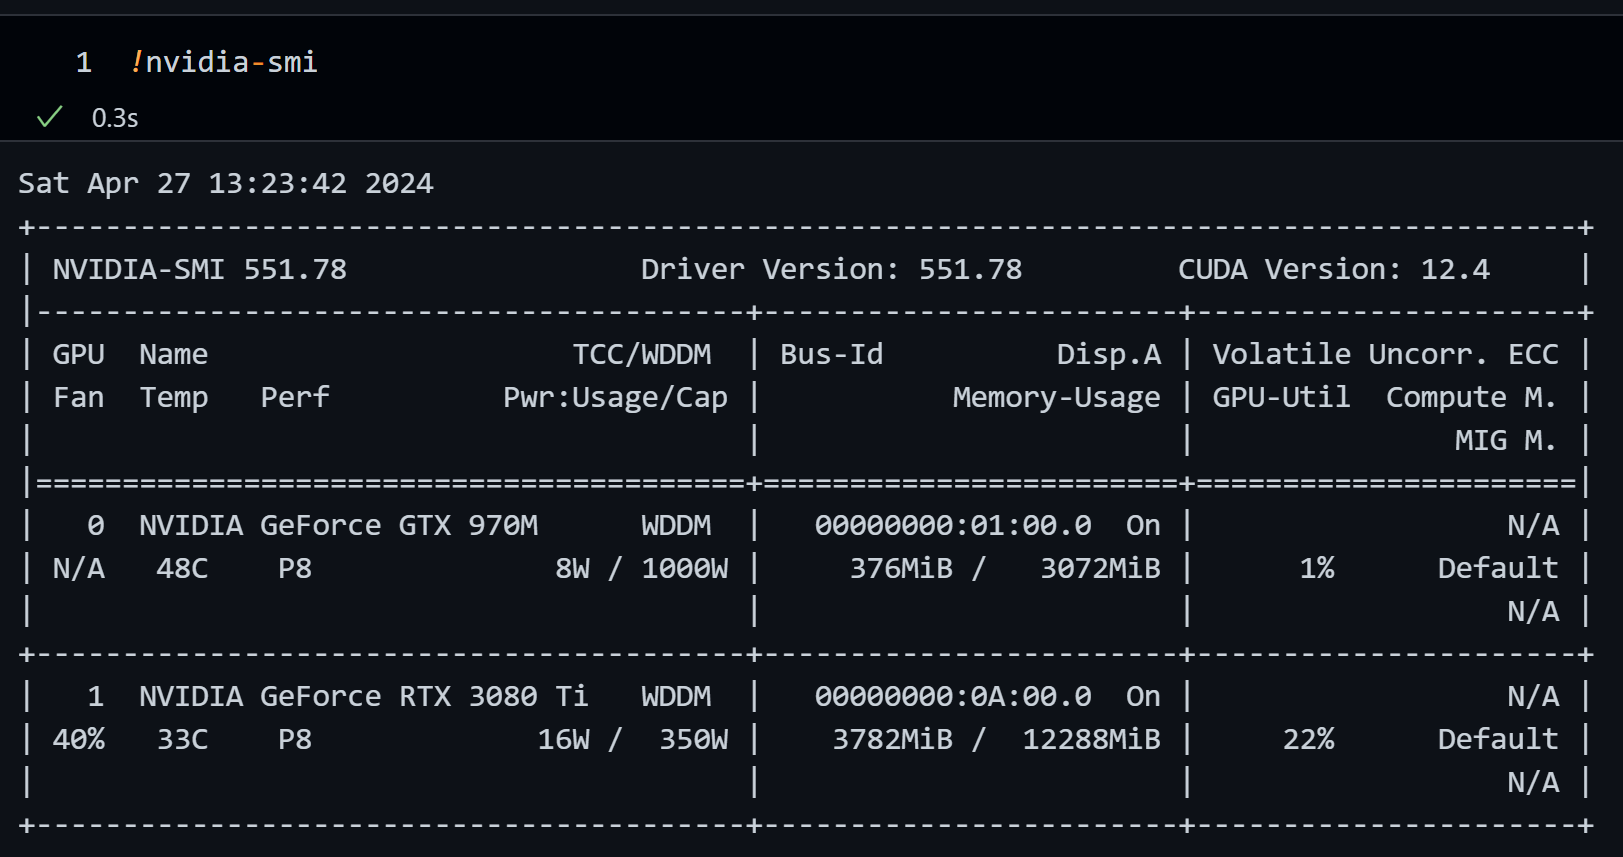 1 !nvidia-smi
0.3s
Sat Apr 27 13:23:42 2024
+-----------------------------------------------------------------------------------------+
| NVIDIA-SMI 551.78                 Driver Version: 551.78         CUDA Version: 12.4     |
|-----------------------------------------+------------------------+----------------------+
| GPU  Name                     TCC/WDDM  | Bus-Id          Disp.A | Volatile Uncorr. ECC |
| Fan  Temp   Perf          Pwr:Usage/Cap |           Memory-Usage | GPU-Util  Compute M. |
|                                         |                        |               MIG M. |
|=========================================+========================+======================|
|   0  NVIDIA GeForce GTX 970M      WDDM  |   00000000:01:00.0  On |                  N/A |
| N/A   48C    P8              8W / 1000W |     376MiB /   3072MiB |      1%      Default |
|                                         |                        |                  N/A |
+-----------------------------------------+------------------------+----------------------+
|   1  NVIDIA GeForce RTX 3080 Ti   WDDM  |   00000000:0A:00.0  On |                  N/A |
| 40%   33C    P8             16W /  350W |    3782MiB /  12288MiB |     22%      Default |
|                                         |                        |                  N/A |
+-----------------------------------------+------------------------+----------------------+